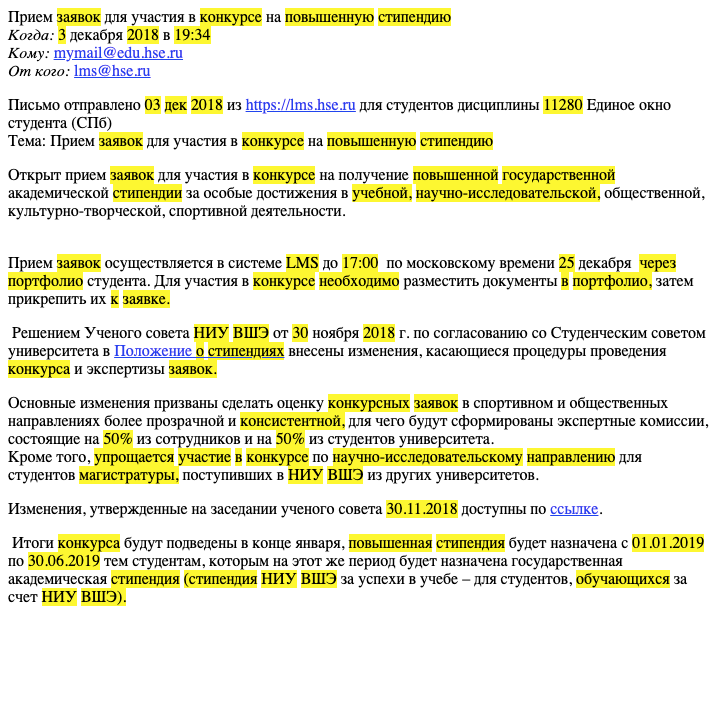 Прием заявок для участия в конкурсе на повышенную стипендию
Когда: 3 декабря 2018 в 19:34
Кому: mymail@edu.hse.ru
От кого: lms@hse.ru
Письмо отправлено 03 дек 2018 из https://lms.hse.ru для студентов дисциплины 11280 Единое окно
студента (СПб)
Тема: Прием заявок для участия в конкурсе на повышенную стипендию
Открыт прием заявок для участия в конкурсе на получение повышенной государственной
академической стипендии за особые достижения в учебной, научно-исследовательской, общественной,
культурно-творческой, спортивной деятельности.
Прием заявок осуществляется в системе LMS до 17:00 по московскому времени 25 декабря через
портфолио студента. Для участия в конкурсе необходимо разместить документы в портфолио, затем
прикрепить их к заявке.
Решением Ученого совета НИУ ВШЭ от 30 ноября 2018 г. по согласованию со Студенческим советом
университета в Положение о стипендиях внесены изменения, касающиеся процедуры проведения
конкурса и экспертизы заявок.
Основные изменения призваны сделать оценку конкурсных заявок в спортивном и общественных
направлениях более прозрачной и консистентной, для чего будут сформированы экспертные комиссии,
состоящие на 50% из сотрудников и на 50% из студентов университета.
Кроме того, упрощается участие в конкурсе по научно-исследовательскому направлению для
студентов магистратуры, поступивших в НИУ ВШЭ из других университетов.
Изменения, утвержденные на заседании ученого совета 30.11.2018 доступны по ссылке.
Итоги конкурса будут подведены в конце января, повышенная стипендия будет назначена с 01.01.2019
по 30.06.2019 тем студентам, которым на этот же период будет назначена государственная
академическая стипендия (стипендия НИУ ВШЭ за успехи в учебе – для студентов, обучающихся за
счет НИУ ВШЭ).